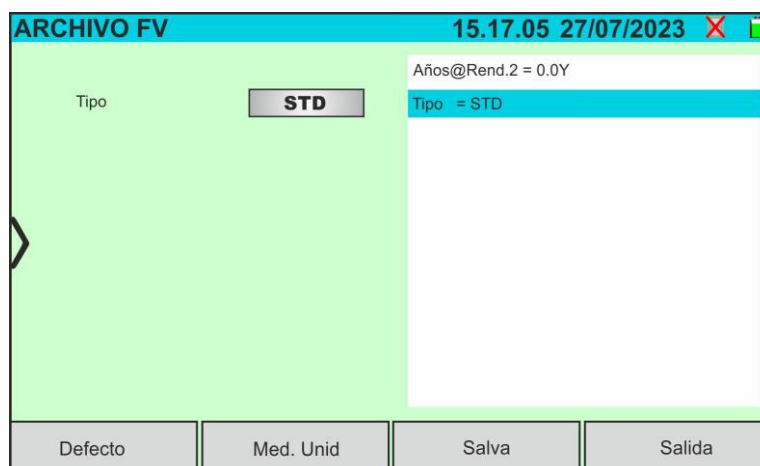 ARCHIVO FV 15.17.05 27/07/2023
Años@Rend.2 = 0.0Y
Tipo STD
Tipo = STD
Defecto Med. Unid Salva Salida